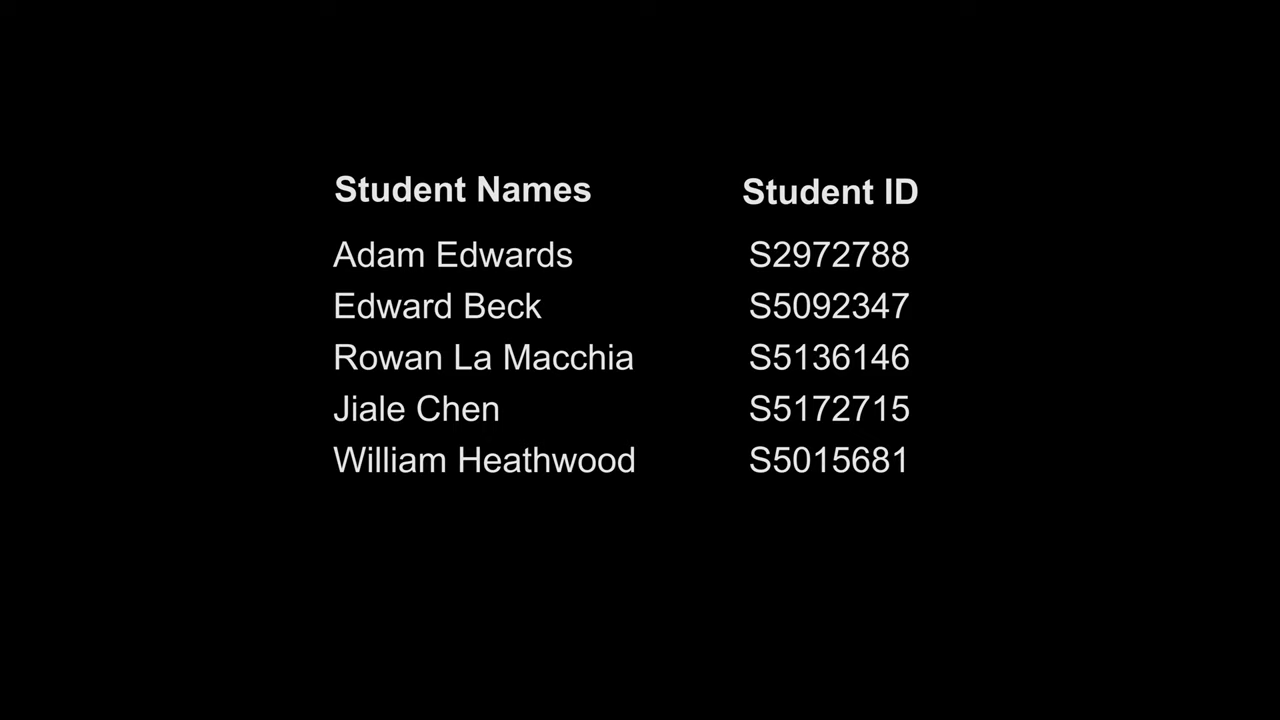 Student Names Student ID
Adam Edwards S2972788
Edward Beck S5092347
Rowan La Macchia S5136146
Jiale Chen S5172715
William Heathwood S5015681